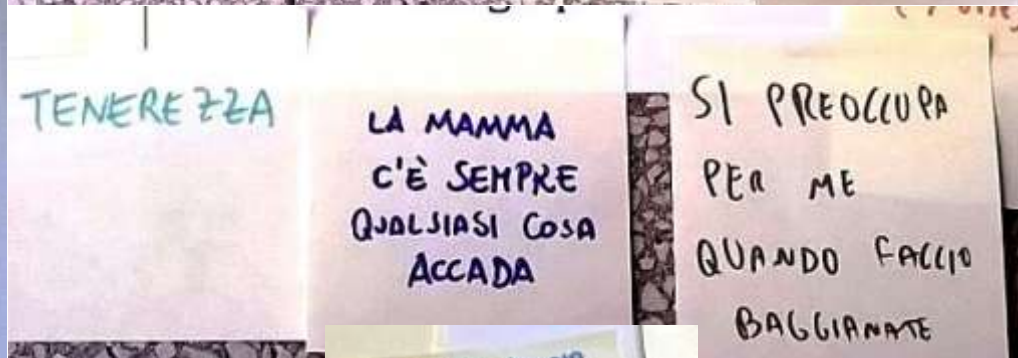 TENEREZZA
LA MAMMA
C'È SEMPRE
QUALSIASI COSA
ACCADA
SI PREOCCUPA
PER ME
QUANDO FACCIO
BAGGIANATE